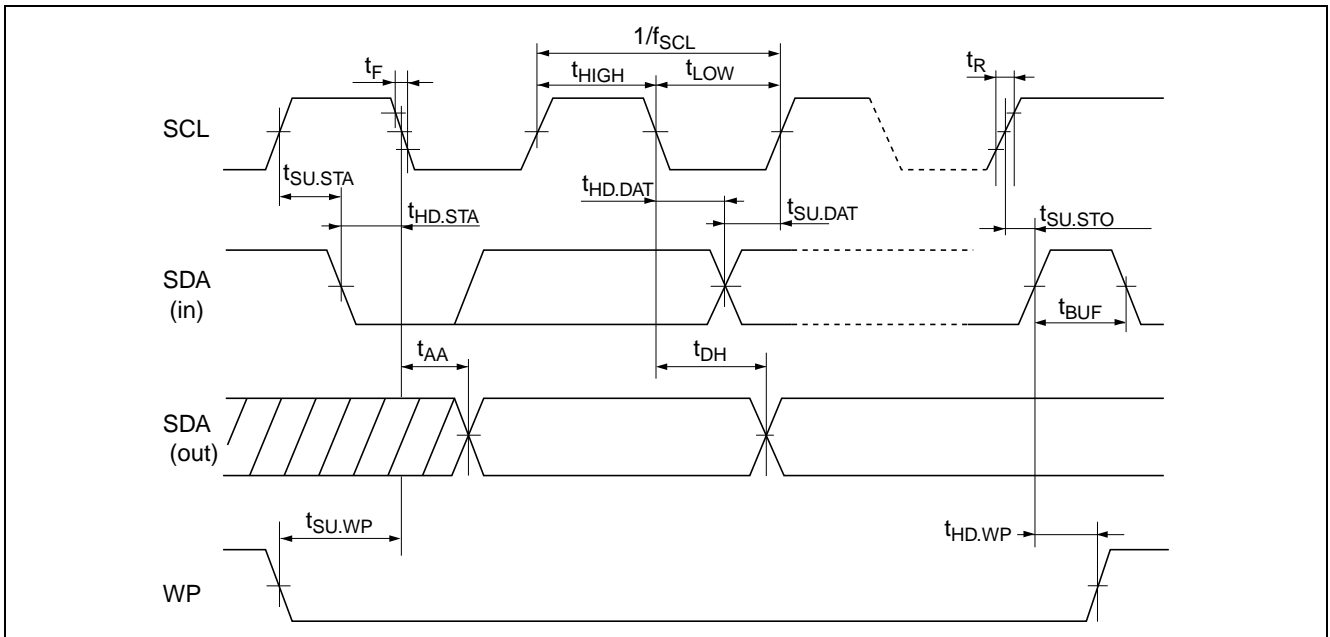 1/fSCL
tF
tHIGH
tLOW
tR
SCL
tSU.STA
tHD.STA
tHD.DAT
tSU.DAT
tSU.STO
SDA
(in)
tBUF
tAA
tDH
SDA
(out)
tSU.WP
tHD.WP
WP